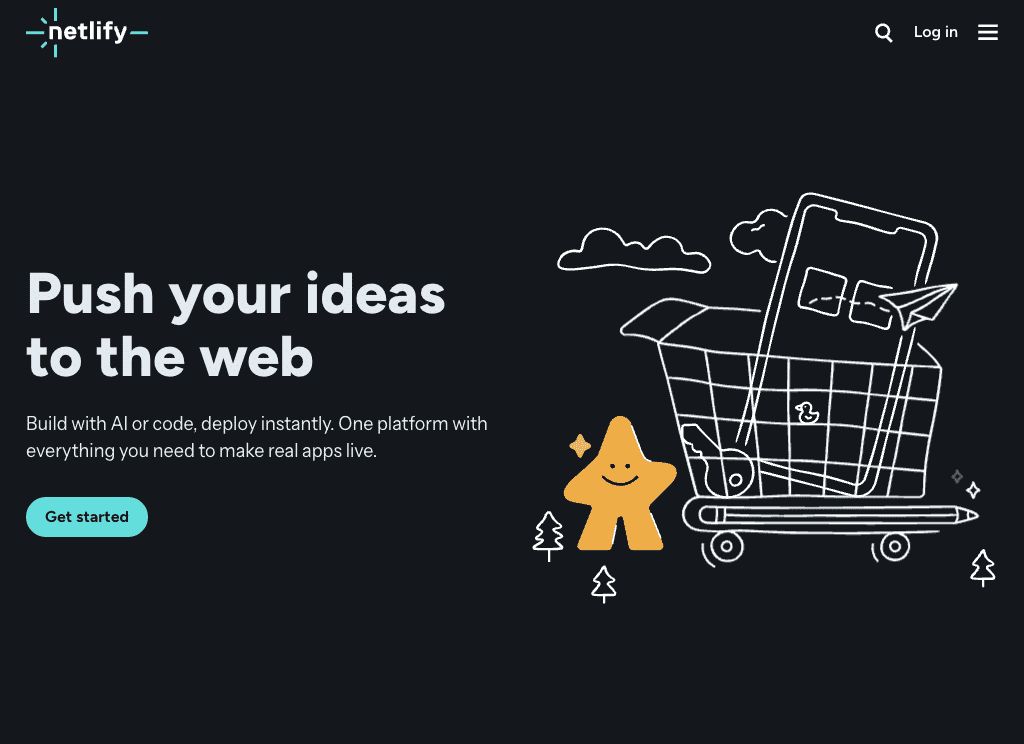 netlify
Log in
Push your ideas
to the web
Build with AI or code, deploy instantly. One platform with
everything you need to make real apps live.
Get started